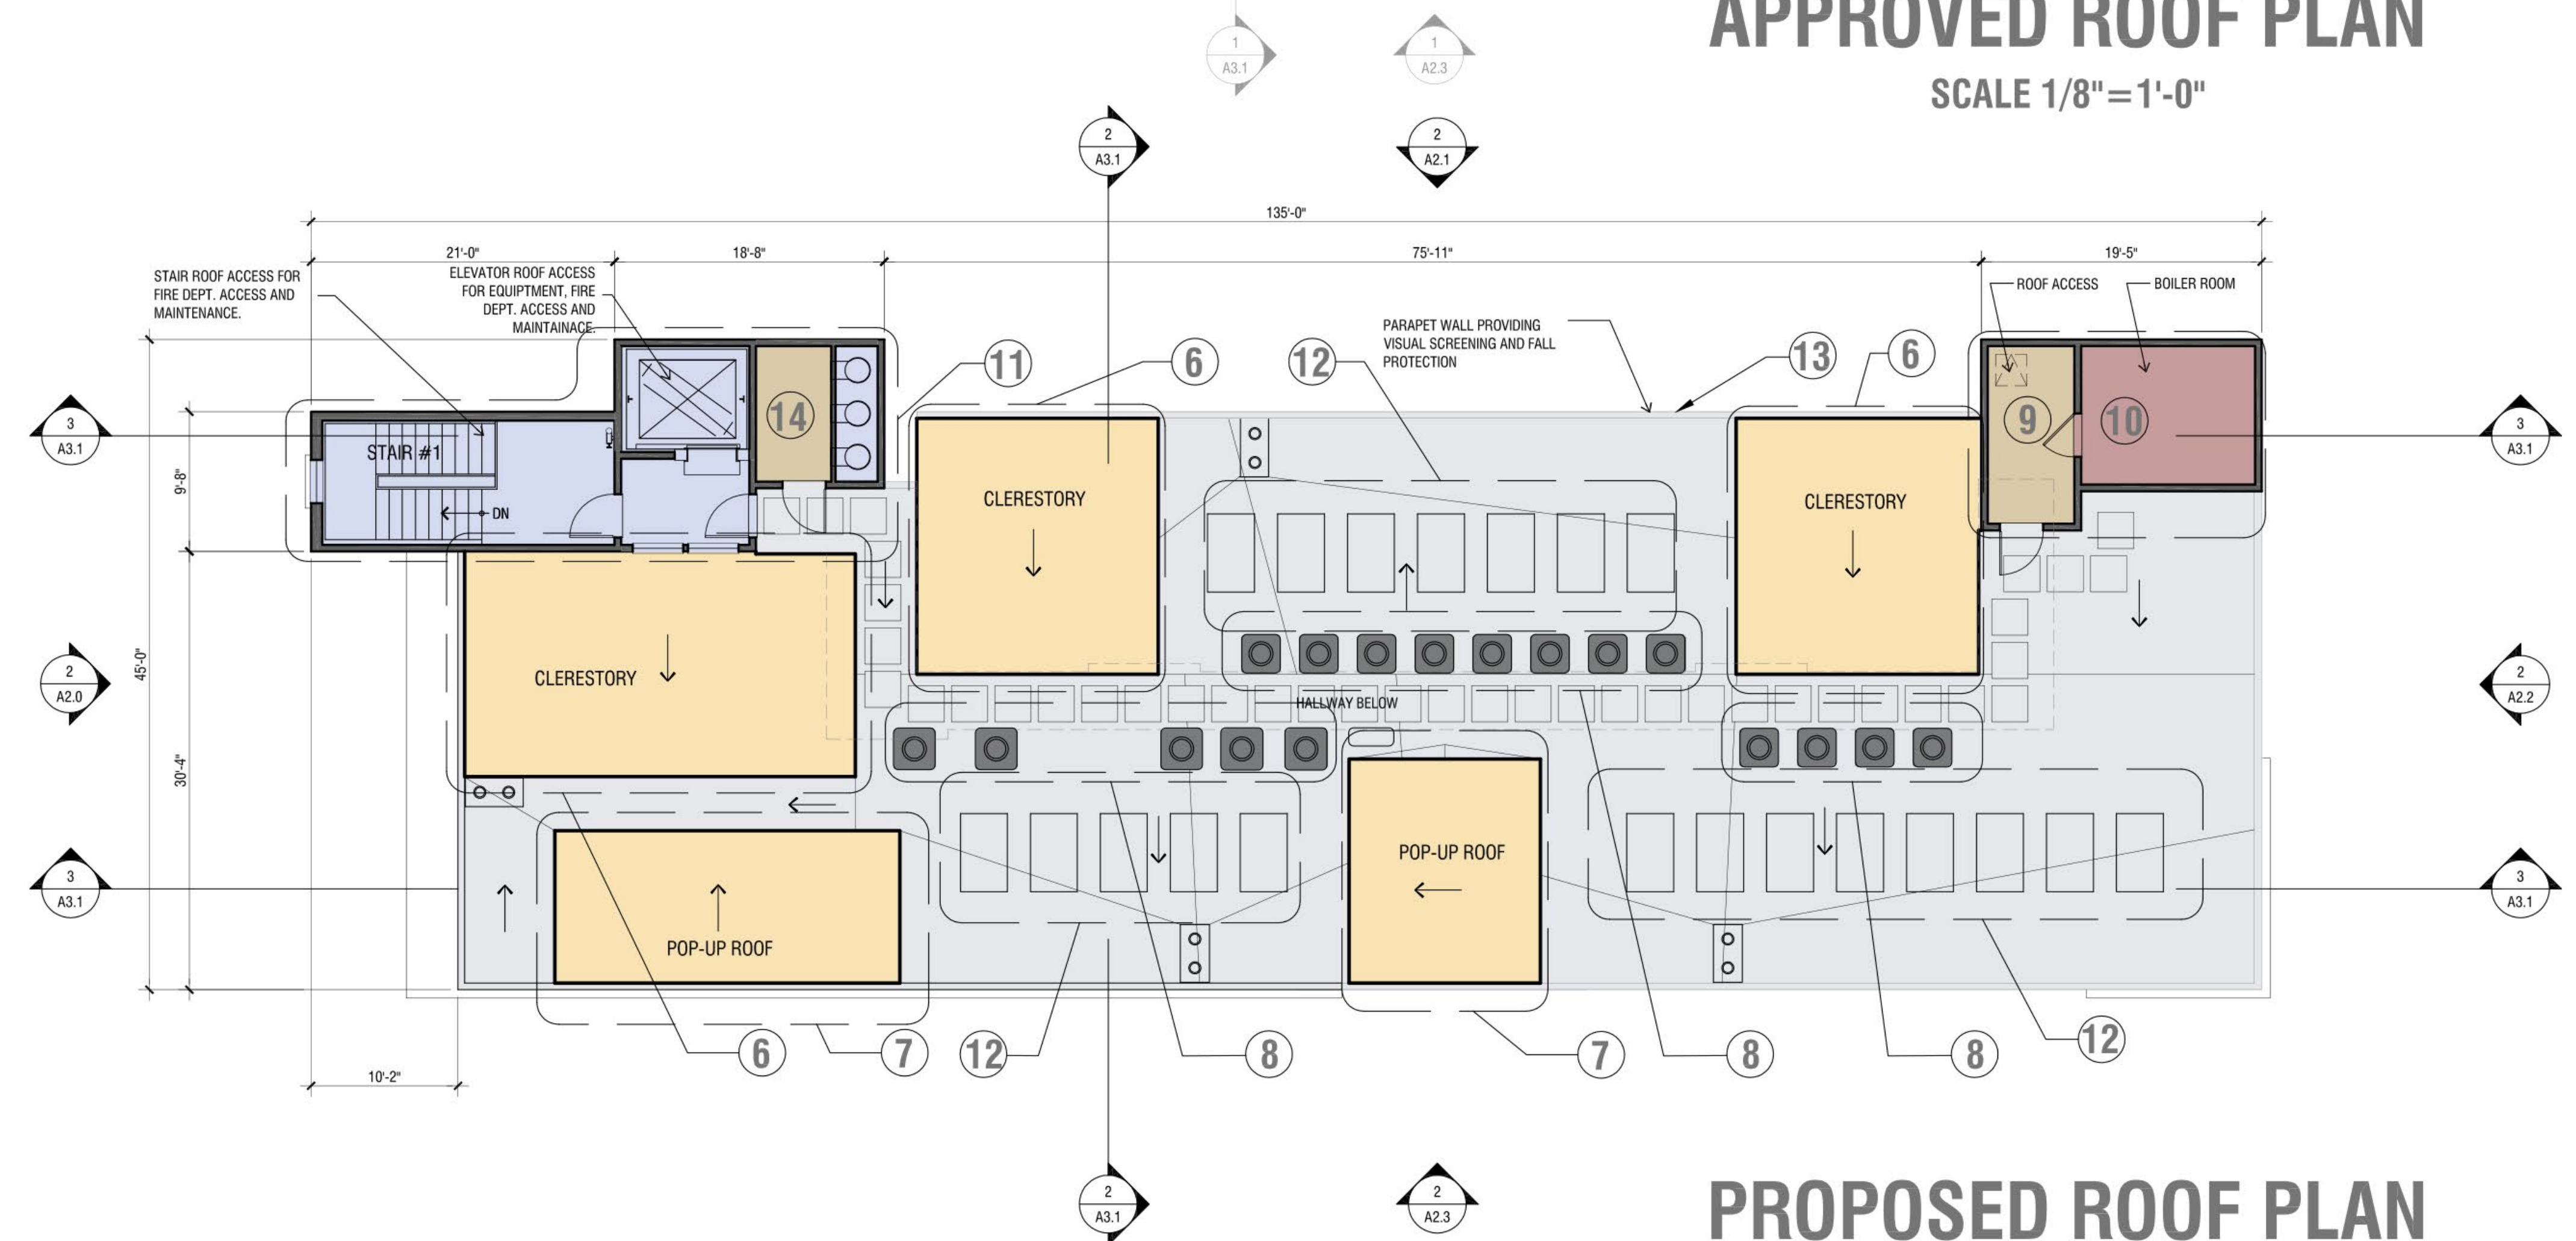 APPROVED ROOF PLAN
SCALE 1/8"=1'-0"
1
A3.1
1
A2.3
2
A3.1
2
A2.1
135'-0"
21'-0"
18'-8"
75'-11"
19'-5"
STAIR ROOF ACCESS FOR
FIRE DEPT. ACCESS AND
MAINTENANCE.
ELEVATOR ROOF ACCESS
FOR EQUIPTMENT, FIRE
DEPT. ACCESS AND
MAINTAINACE.
PARAPET WALL PROVIDING
VISUAL SCREENING AND FALL
PROTECTION
ROOF ACCESS
BOILER ROOM
11
6
12
13
6
14
9
10
3
A3.1
3
A3.1
STAIR #1
DN
9'-8"
CLERESTORY
CLERESTORY
CLERESTORY
2
A2.0
45'-0"
2
A2.2
HALLWAY BELOW
30'-4"
3
A3.1
POP-UP ROOF
POP-UP ROOF
3
A3.1
6
7
12
8
7
8
8
12
10'-2"
2
A3.1
2
A2.3
PROPOSED ROOF PLAN